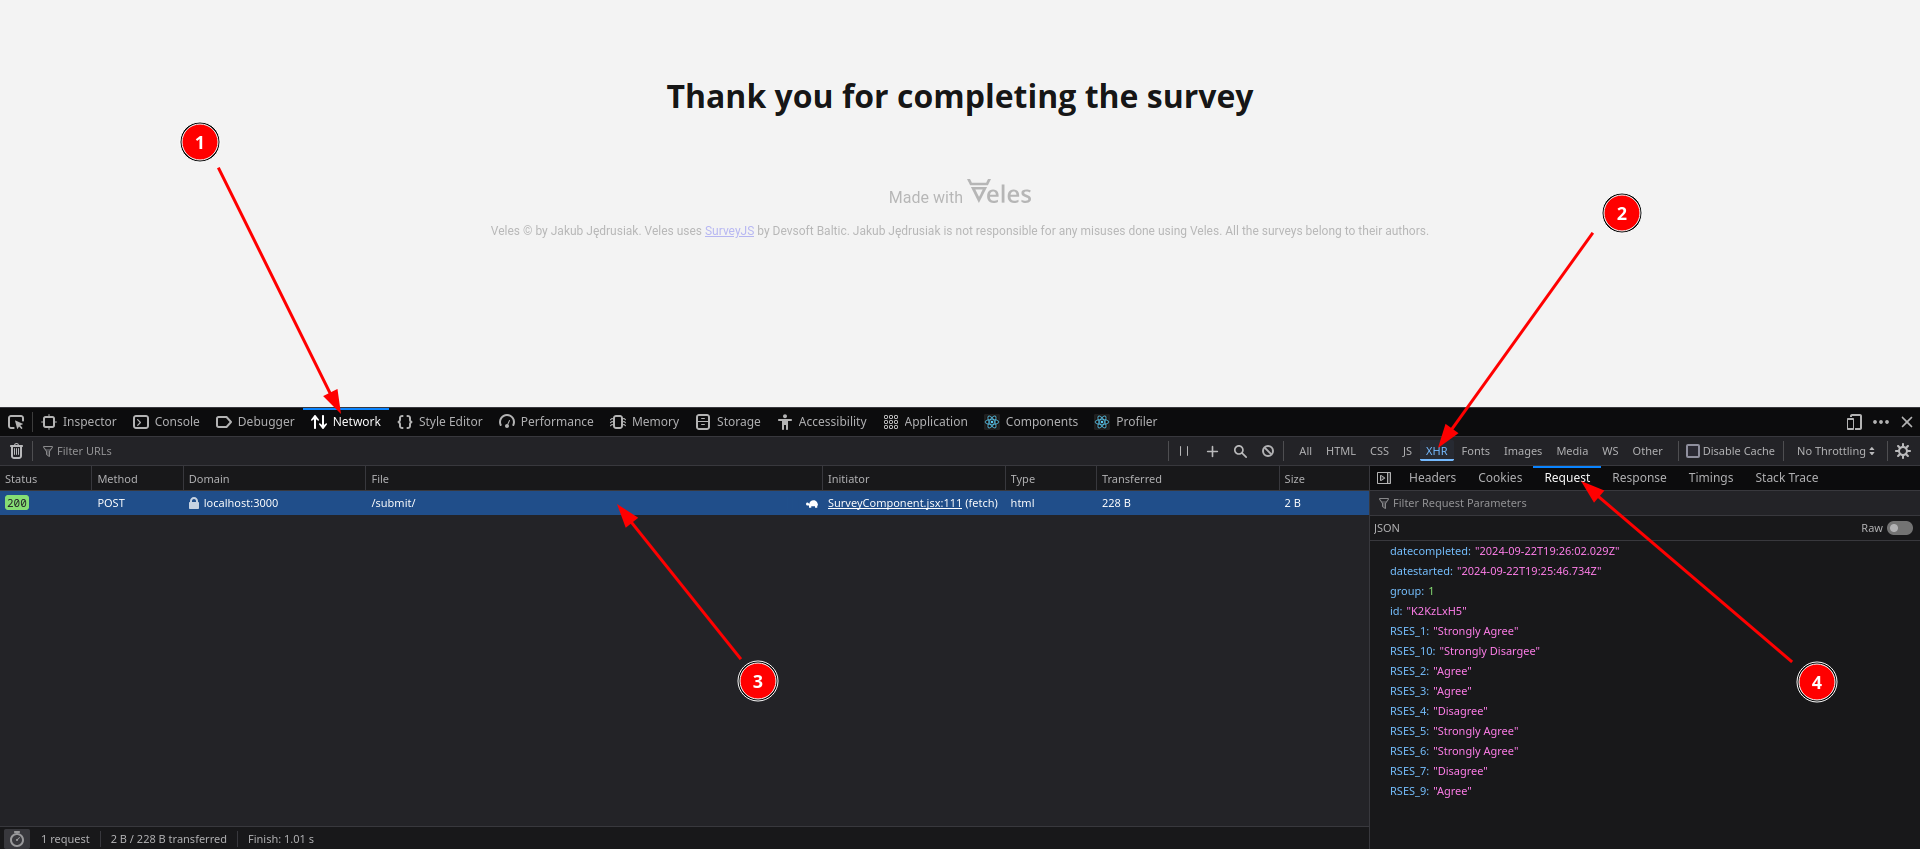 Thank you for completing the survey
1
2
Made with Veles
Veles © by Jakub Jędrusiak. Veles uses SurveyJS by Devsoft Baltic. Jakub Jędrusiak is not responsible for any misuses done using Veles. All the surveys belong to their authors.
Inspector Console Debugger Network Style Editor Performance Memory Storage Accessibility Application Components Profiler
Filter URLs All HTML CSS JS XHR Fonts Images Media WS Other Disable Cache No Throttling
Status Method Domain File Initiator Type Transferred Size
200 POST localhost:3000 /submit/ SurveyComponent.jsx:111 (fetch) html 228 B 2 B
Headers Cookies Request Response Timings Stack Trace
Filter Request Parameters
JSON Raw
datecompleted: "2024-09-22T19:26:02.029Z"
datestarted: "2024-09-22T19:25:46.734Z"
group: 1
id: "K2KzLxH5"
RSES_1: "Strongly Agree"
RSES_10: "Strongly Disargee"
RSES_2: "Agree"
RSES_3: "Agree"
RSES_4: "Disagree"
RSES_5: "Strongly Agree"
RSES_6: "Strongly Agree"
RSES_7: "Disagree"
RSES_9: "Agree"
3
4
1 request 2 B / 228 B transferred Finish: 1.01 s